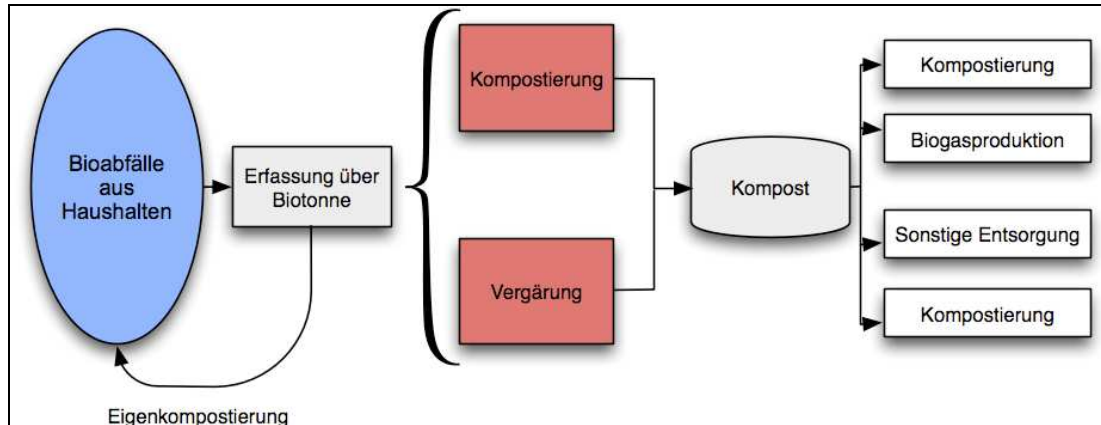 Bioabfälle
aus
Haushalten
Erfassung über
Biotonne
Eigenkompostierung
Kompostierung
Vergärung
Kompost
Kompostierung
Biogasproduktion
Sonstige Entsorgung
Kompostierung